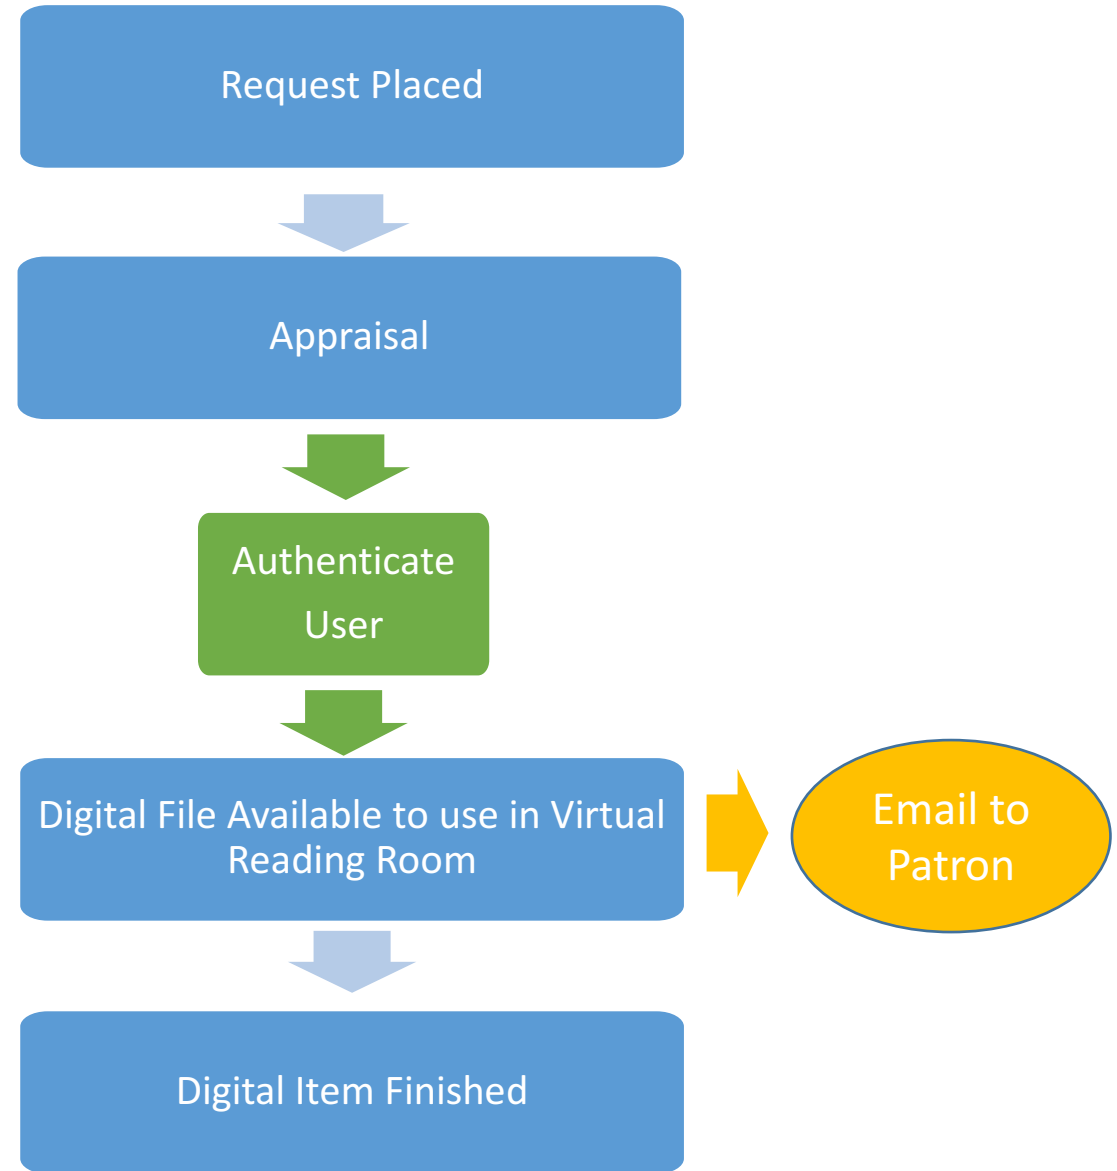 Request Placed
Appraisal
Authenticate
User
Digital File Available to use in Virtual
Reading Room
Email to
Patron
Digital Item Finished